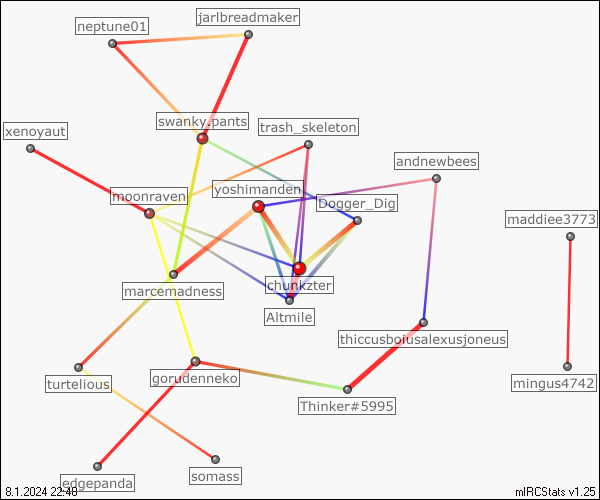 jarlbreadmaker
neptune01
swanky.pants
trash_skeleton
xenoyaut
andnewbees
yoshimanden
moonraven
Dogger_Dig
maddiee3773
chunkzter
marcemadness
Altmile
thiccusboiusalexusjoneus
gorudenneko
turtelious
mingus4742
Thinker#5995
edgepanda
somass
8.1.2024 22:40
mIRCStats v1.25